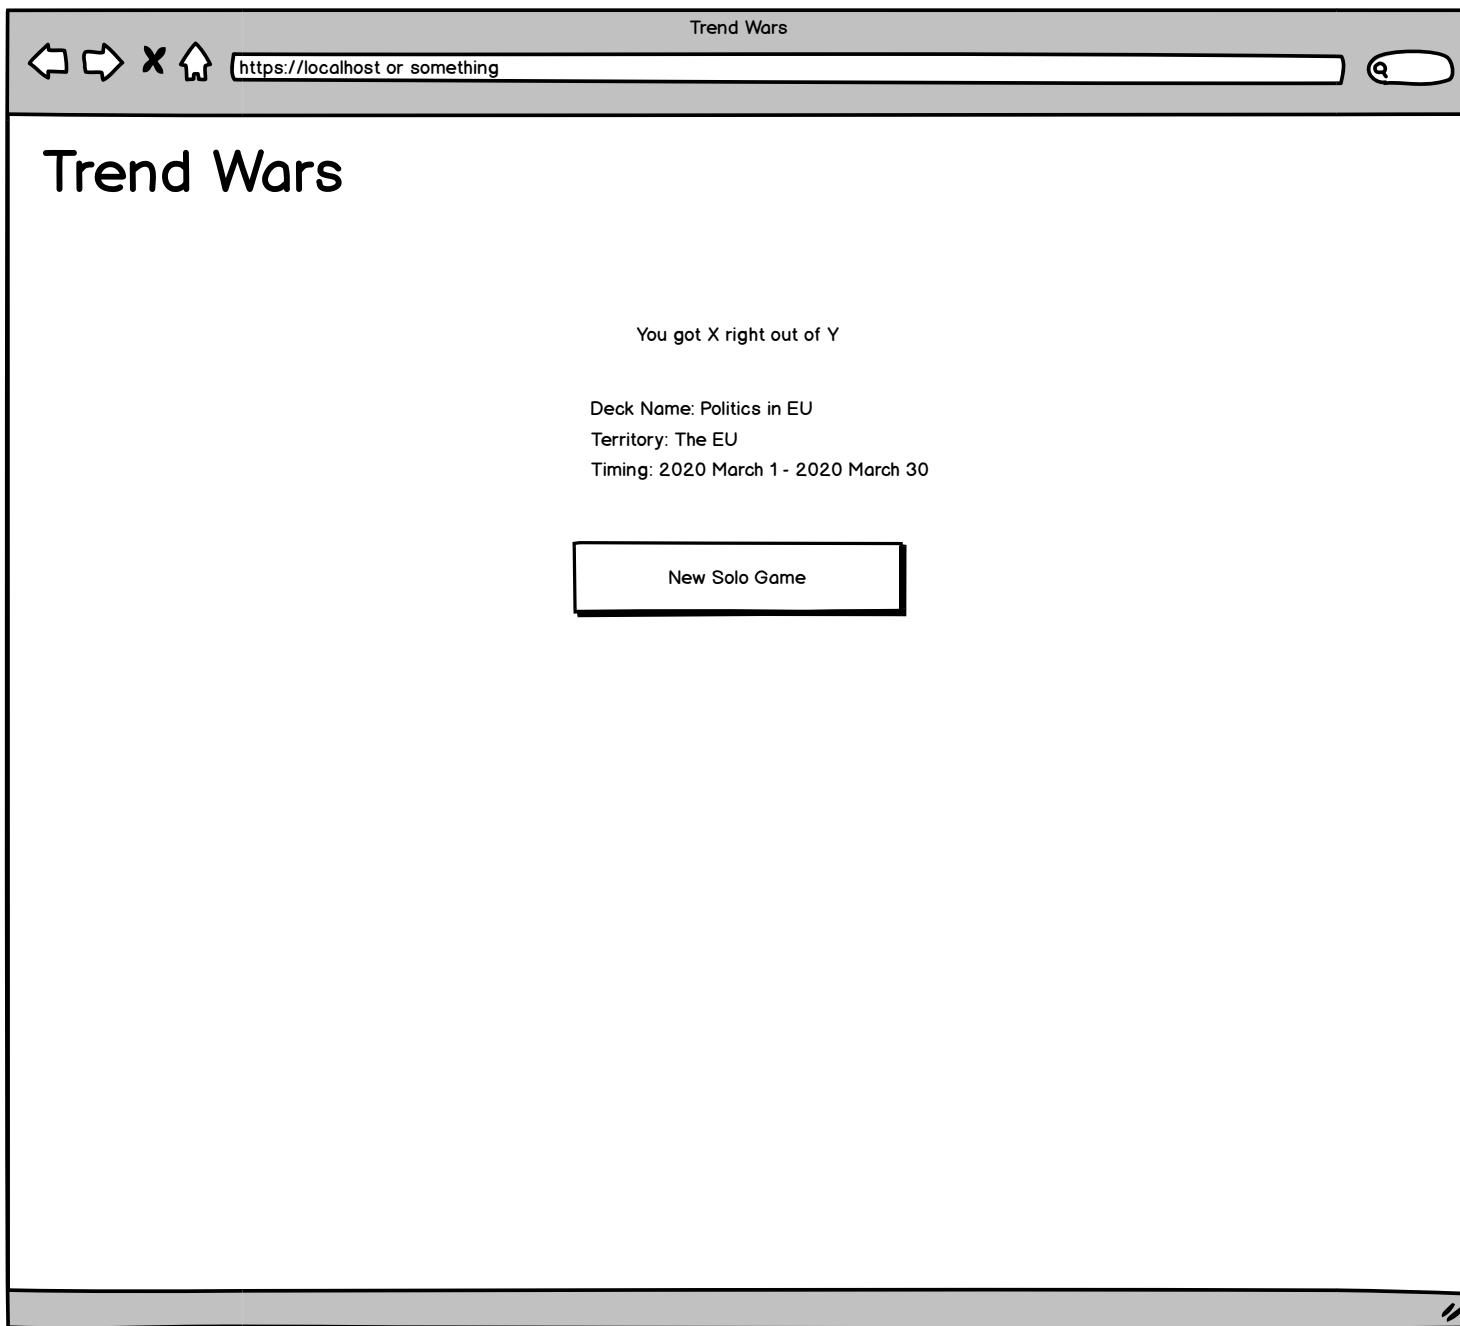 Trend Wars
https://localhost or something
Trend Wars
You got X right out of Y
Deck Name: Politics in EU
Territory: The EU
Timing: 2020 March 1 - 2020 March 30
New Solo Game